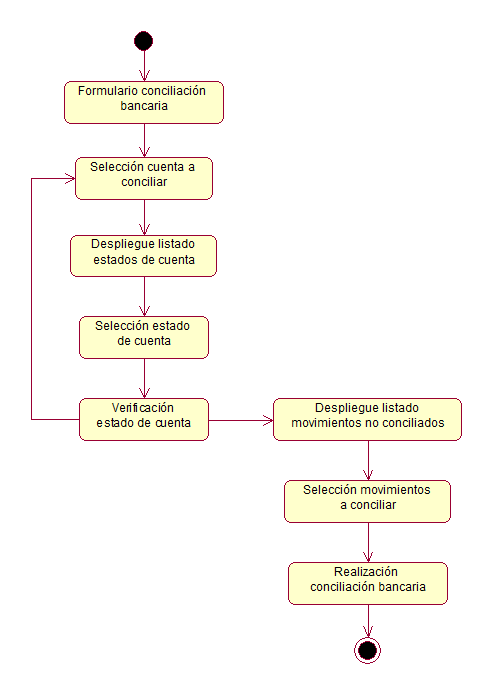 Formulario conciliación
bancaria
Selección cuenta a
conciliar
Despliegue listado
estados de cuenta
Selección estado
de cuenta
Verificación
estado de cuenta
Despliegue listado
movimientos no conciliados
Selección movimientos
a conciliar
Realización
conciliación bancaria